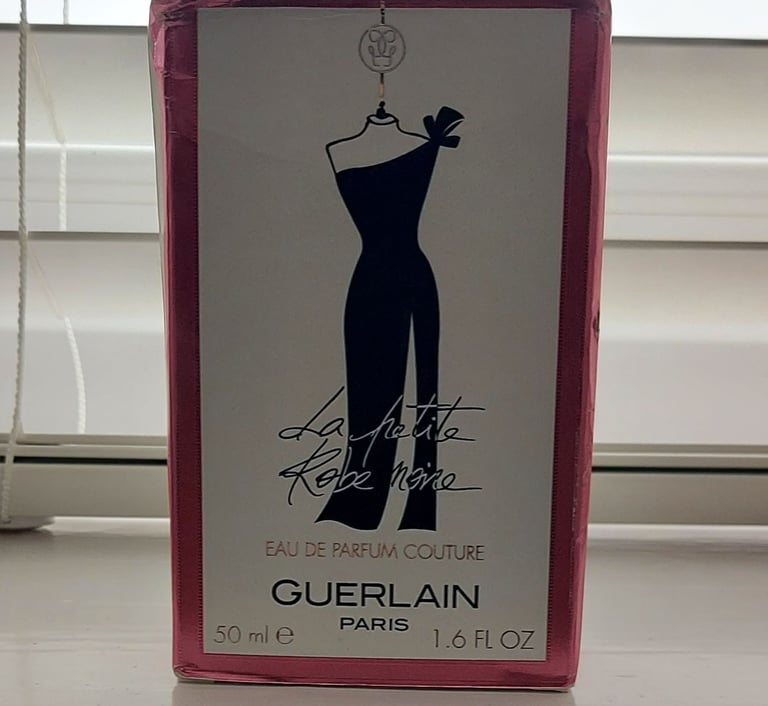 La petite
Robe noire
EAU DE PARFUM COUTURE
GUERLAIN
PARIS
50 ml e 1.6 FL OZ